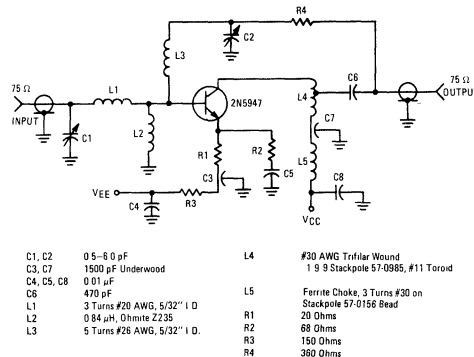 R4
C2
L3
75 Ω
INPUT
L1
C1
L2
2N5947
L4
C6
75 Ω
OUTPU
C7
R1
R2
C3
C5
L5
VEE
C4
R3
C8
VCC
C1, C2 0 5–6 0 pF
C3, C7 1500 pF Underwood
C4, C5, C8 0 01 μF
C6 470 pF
L1 3 Turns #20 AWG, 5/32" I D
L2 0 84 μH, Ohmite Z235
L3 5 Turns #26 AWG, 5/32" I D.
L4 #30 AWG Trifilar Wound
1 9 9 Stackpole 57-0985, #11 Toroid
L5 Ferrite Choke, 3 Turns #30 on
Stackpole 57-0156 Bead
R1 20 Ohms
R2 68 Ohms
R3 150 Ohms
R4 360 Ohms